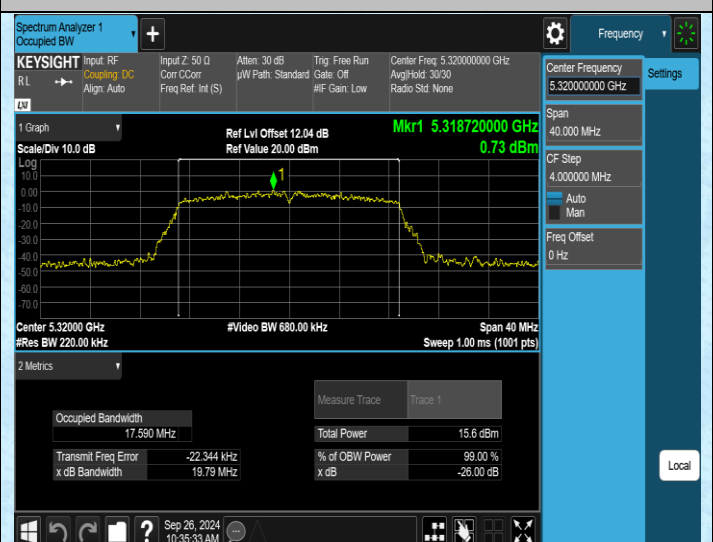 Spectrum Analyzer 1
Occupied BW
Frequency
KEYSIGHT
RL
LXI
Input: RF
Coupling: DC
Align: Auto
Input Z: 50 Ω
Corr CCorr
Freq Ref: Int (S)
Atten: 30 dB
µW Path: Standard
Trig: Free Run
Gate: Off
#IF Gain: Low
Center Freq: 5.320000000 GHz
Avg|Hold: 30/30
Radio Std: None
Center Frequency
5.320000000 GHz
Settings
Span
40.000 MHz
CF Step
4.000000 MHz
Auto
Man
Freq Offset
0 Hz
1 Graph
Scale/Div 10.0 dB
Ref Lvl Offset 12.04 dB
Ref Value 20.00 dBm
Mkr1 5.318720000 GHz
0.73 dBm
Log
10.0
0.00
-10.0
-20.0
-30.0
-40.0
-50.0
-60.0
-70.0
1
Center 5.32000 GHz
#Video BW 680.00 kHz
Span 40 MHz
#Res BW 220.00 kHz
Sweep 1.00 ms (1001 pts)
2 Metrics
Measure Trace
Trace 1
Occupied Bandwidth
17.590 MHz
Total Power 15.6 dBm
Transmit Freq Error -22.344 kHz
% of OBW Power 99.00 %
x dB Bandwidth 19.79 MHz
x dB -26.00 dB
Local
Sep 26, 2024
10:35:33 AM